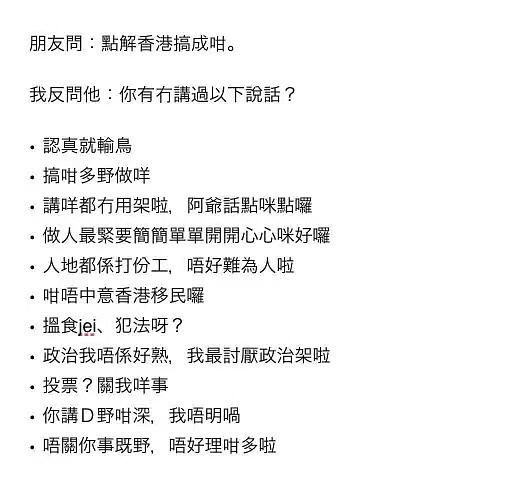 朋友問：點解香港搞成咁。
我反問他：你有冇講過以下說話？
• 認真就輸鳥
• 搞咁多野做咩
• 講咩都冇用架啦，阿爺話點咪點囉
• 做人最緊要簡簡單單開開心心咪好囉
• 人地都係打份工，唔好難為人啦
• 咁唔中意香港移民囉
• 搵食jei、犯法呀？
• 政治我唔係好熟，我最討厭政治架啦
• 投票？關我咩事
• 你講D野咁深，我唔明喎
• 唔關你事既野，唔好理咁多啦